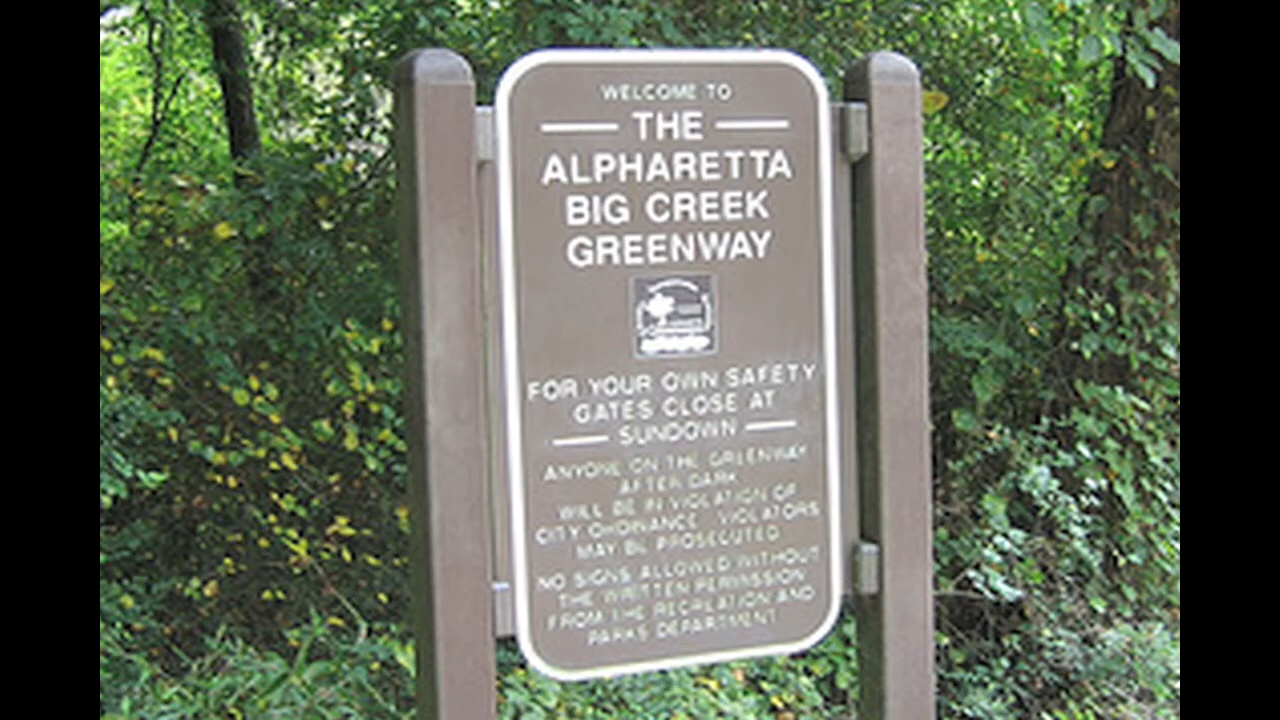 WELCOME TO
THE
ALPHARETTA
BIG CREEK
GREENWAY
FOR YOUR OWN SAFETY
GATES CLOSE AT
SUNDOWN
ANYONE ON THE GREENWAY
AFTER DARK
WILL BE IN VIOLATION OF
CITY ORDINANCE VIOLATORS
MAY BE PROSECUTED
NO SIGNS ALLOWED WITHOUT
THE WRITTEN PERMISSION
FROM THE RECREATION AND
PARKS DEPARTMENT